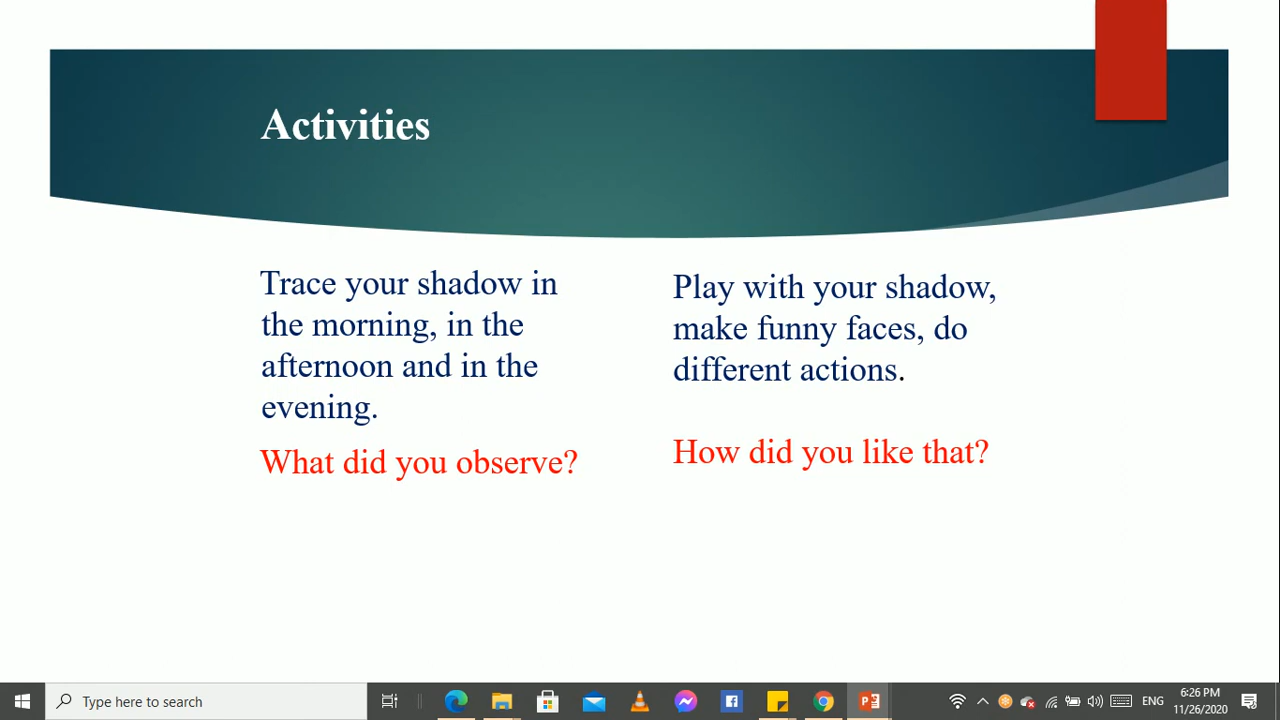 Activities
Trace your shadow in
the morning, in the
afternoon and in the
evening.
What did you observe?
Play with your shadow,
make funny faces, do
different actions.
How did you like that?
Type here to search
ENG
6:26 PM
11/26/2020